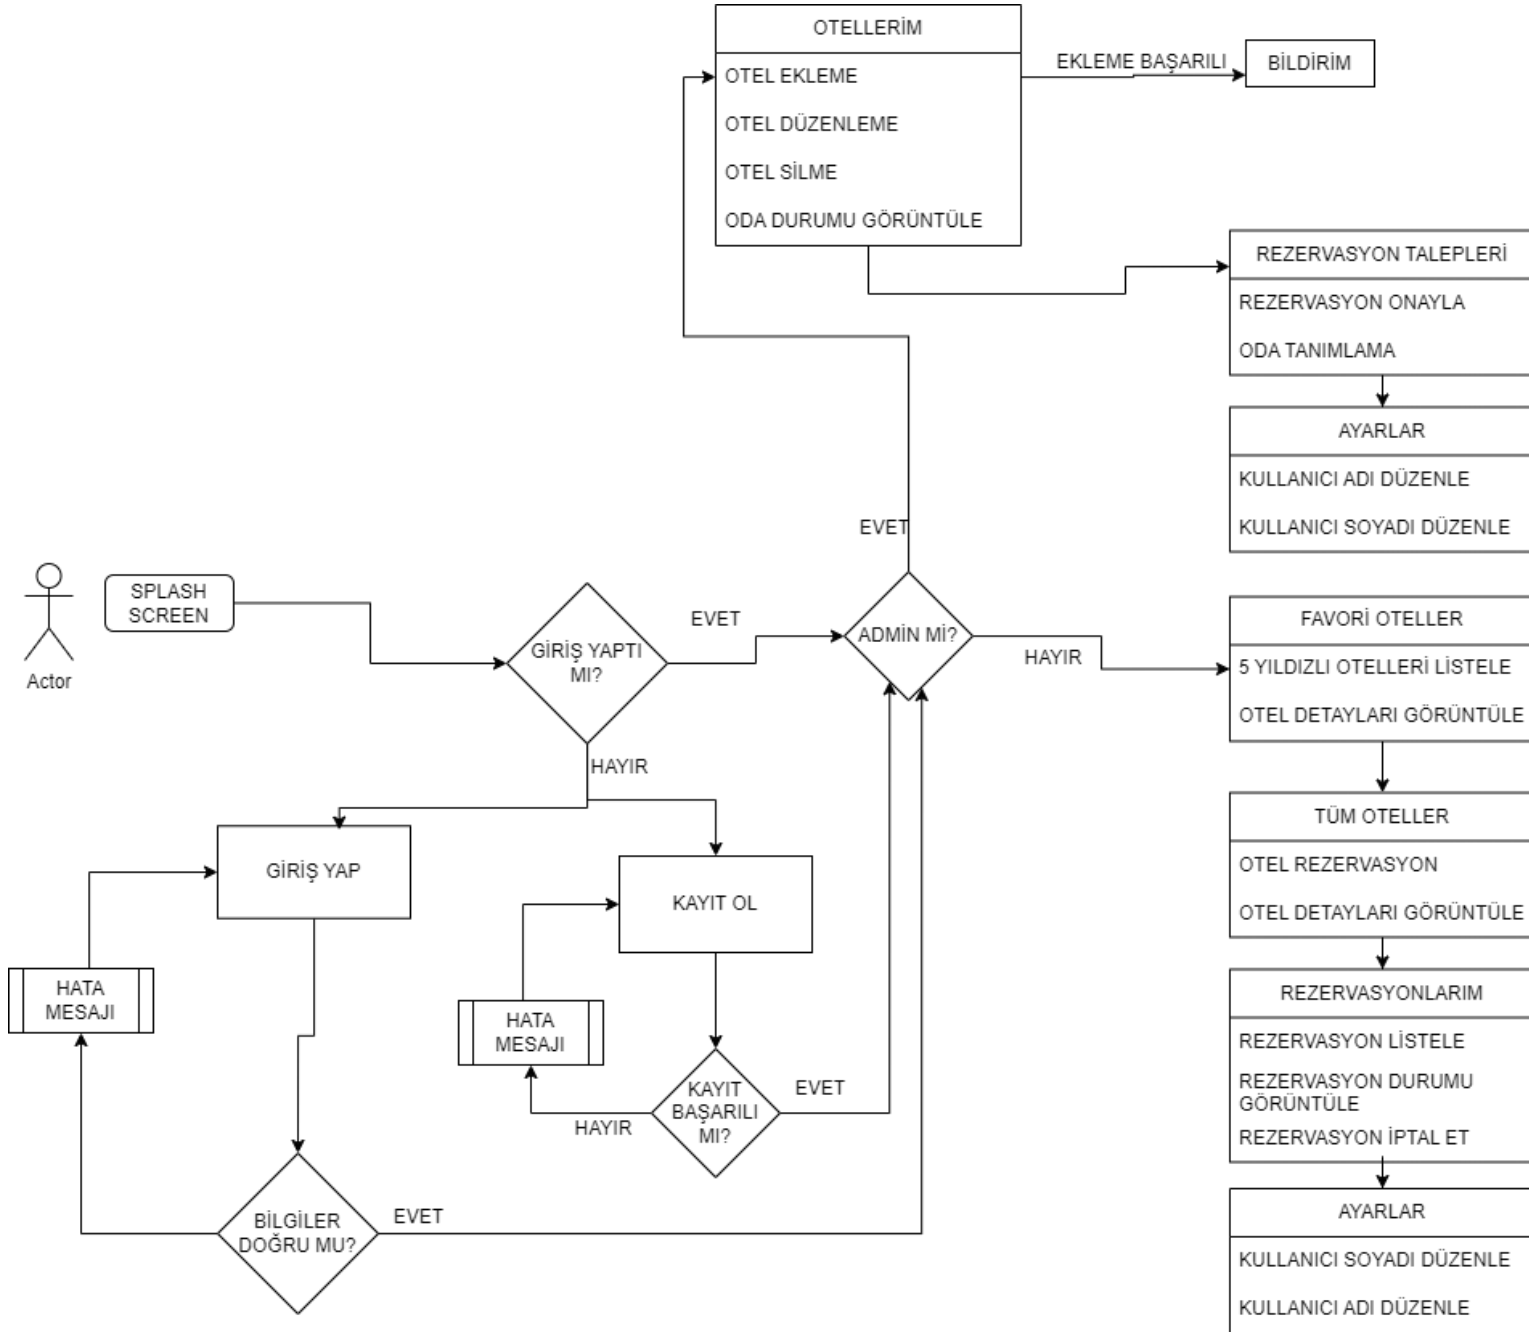 OTELLERİM
OTEL EKLEME
OTEL DÜZENLEME
OTEL SİLME
ODA DURUMU GÖRÜNTÜLE
EKLEME BAŞARILI
BİLDİRİM
REZERVASYON TALEPLERİ
REZERVASYON ONAYLA
ODA TANIMLAMA
AYARLAR
KULLANICI ADI DÜZENLE
KULLANICI SOYADI DÜZENLE
EVET
Actor
SPLASH
SCREEN
GİRİŞ YAPTI
MI?
EVET
ADMİN Mİ?
HAYIR
FAVORİ OTELLER
5 YILDIZLI OTELLERİ LİSTELE
OTEL DETAYLARI GÖRÜNTÜLE
HAYIR
GİRİŞ YAP
KAYIT OL
TÜM OTELLER
OTEL REZERVASYON
OTEL DETAYLARI GÖRÜNTÜLE
HATA
MESAJI
HATA
MESAJI
REZERVASYONLARIM
REZERVASYON LİSTELE
REZERVASYON DURUMU
GÖRÜNTÜLE
REZERVASYON İPTAL ET
KAYIT
BAŞARILI
MI?
EVET
HAYIR
BİLGİLER
DOĞRU MU?
EVET
AYARLAR
KULLANICI SOYADI DÜZENLE
KULLANICI ADI DÜZENLE